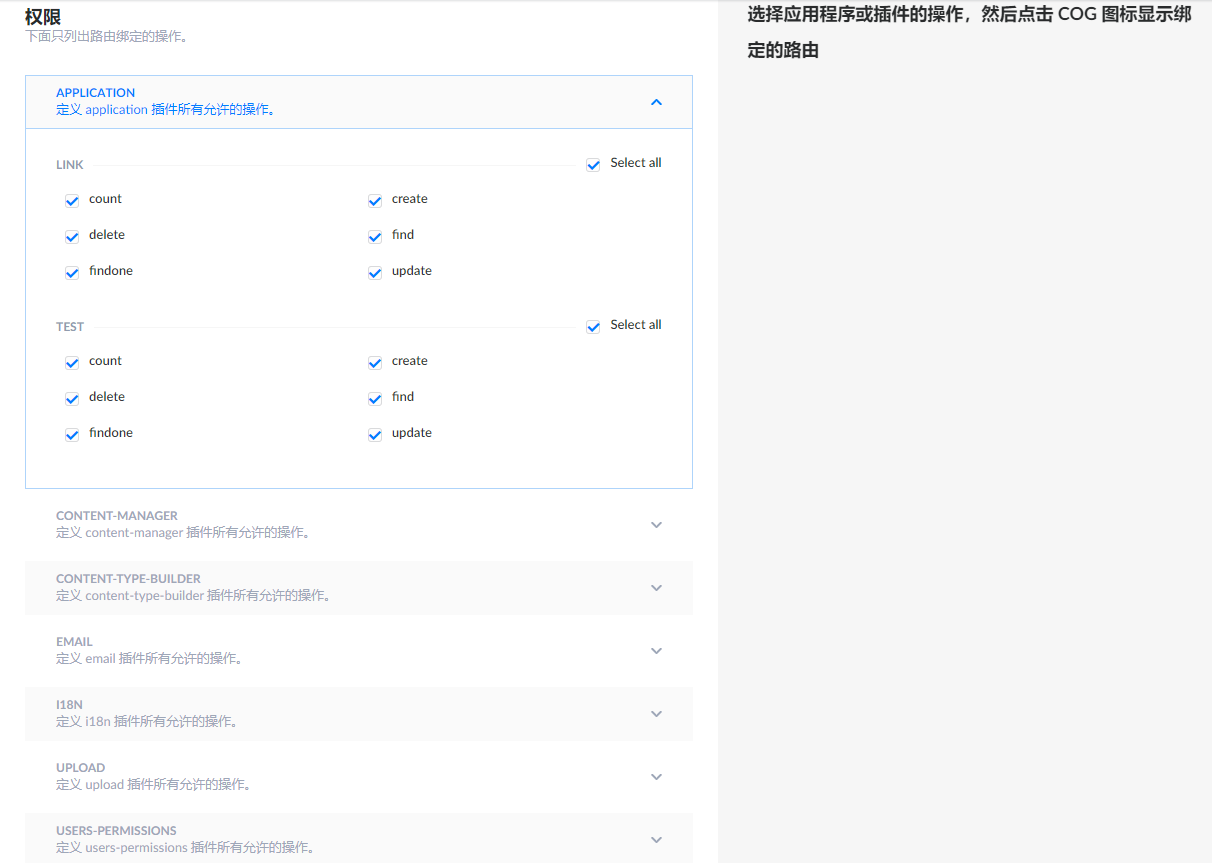 权限
下面只列出路由绑定的操作。
APPLICATION
定义 application 插件所有允许的操作。
LINK
Select all
count
create
delete
find
findone
update
TEST
Select all
count
create
delete
find
findone
update
CONTENT-MANAGER
定义 content-manager 插件所有允许的操作。
CONTENT-TYPE-BUILDER
定义 content-type-builder 插件所有允许的操作。
EMAIL
定义 email 插件所有允许的操作。
I18N
定义 i18n 插件所有允许的操作。
UPLOAD
定义 upload 插件所有允许的操作。
USERS-PERMISSIONS
定义 users-permissions 插件所有允许的操作。
选择应用程序或插件的操作，然后点击 COG 图标显示绑
定的路由